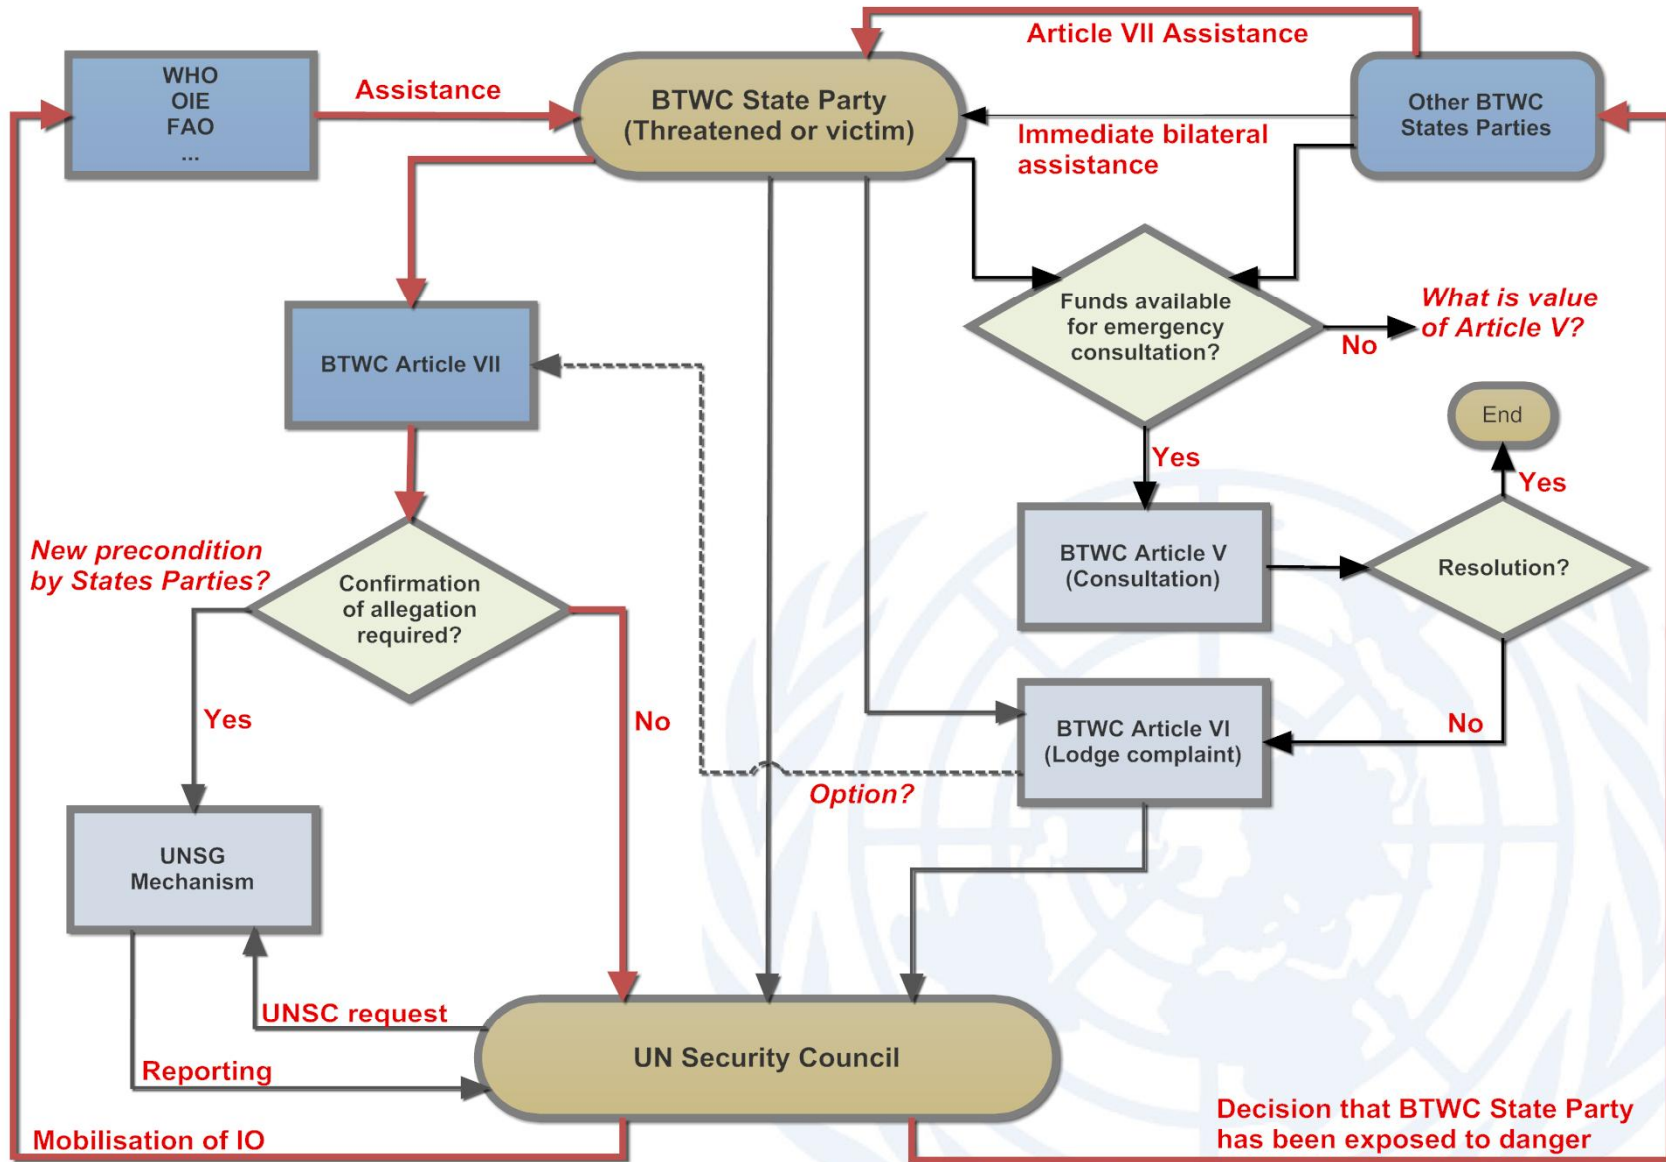 Article VII Assistance
WHO
OIE
FAO
...
Assistance
BTWC State Party
(Threatened or victim)
Other BTWC
States Parties
Immediate bilateral
assistance
Funds available
for emergency
consultation?
What is value
of Article V?
No
BTWC Article VII
End
Yes
Yes
New precondition
by States Parties?
Confirmation
of allegation
required?
BTWC Article V
(Consultation)
Resolution?
Yes
No
BTWC Article VI
(Lodge complaint)
No
Option?
UNSG
Mechanism
UNSC request
UN Security Council
Reporting
Mobilisation of IO
Decision that BTWC State Party
has been exposed to danger